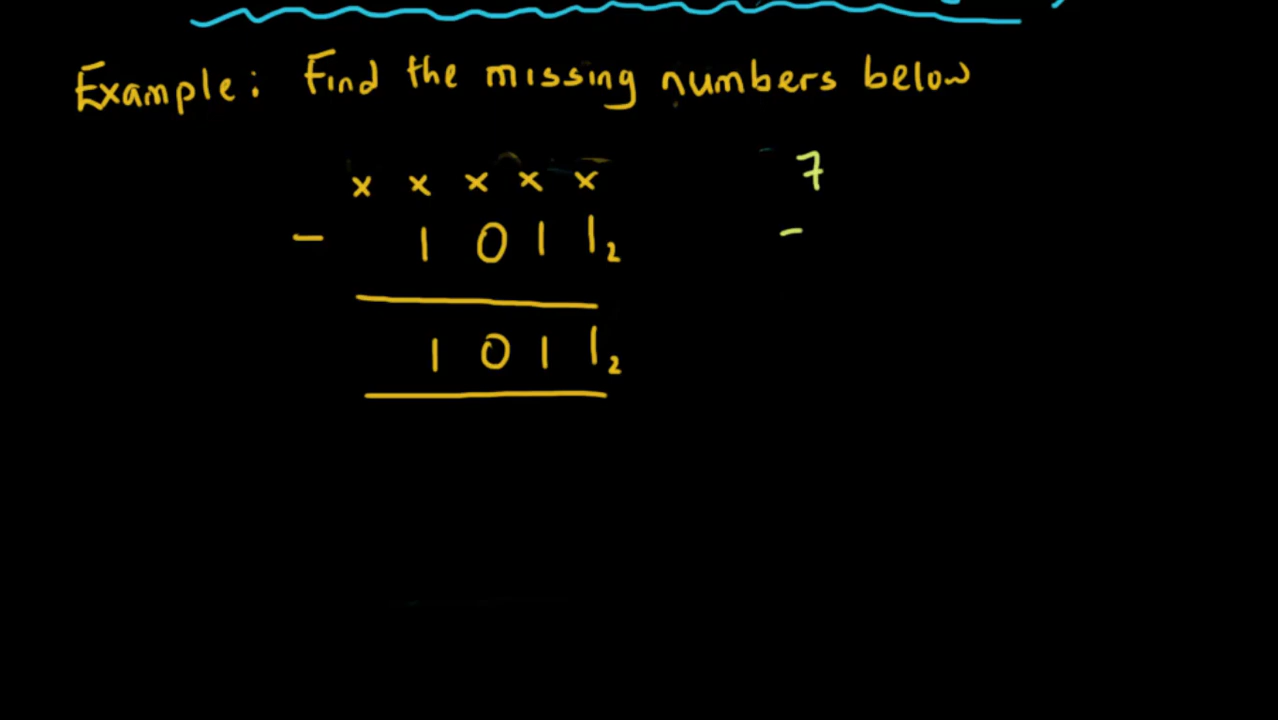 Example: Find the missing numbers below
x x x x x 7
- 1 0 1 1₂ -
1 0 1 1₂